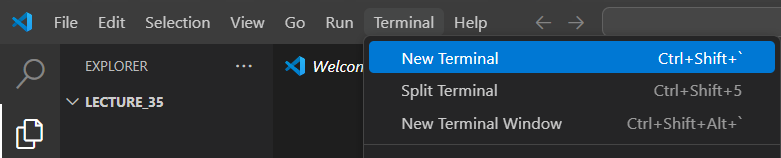 File Edit Selection View Go Run Terminal Help
EXPLORER ···
Welcom
LECTURE_35
New Terminal Ctrl+Shift+`
Split Terminal Ctrl+Shift+5
New Terminal Window Ctrl+Shift+Alt+`